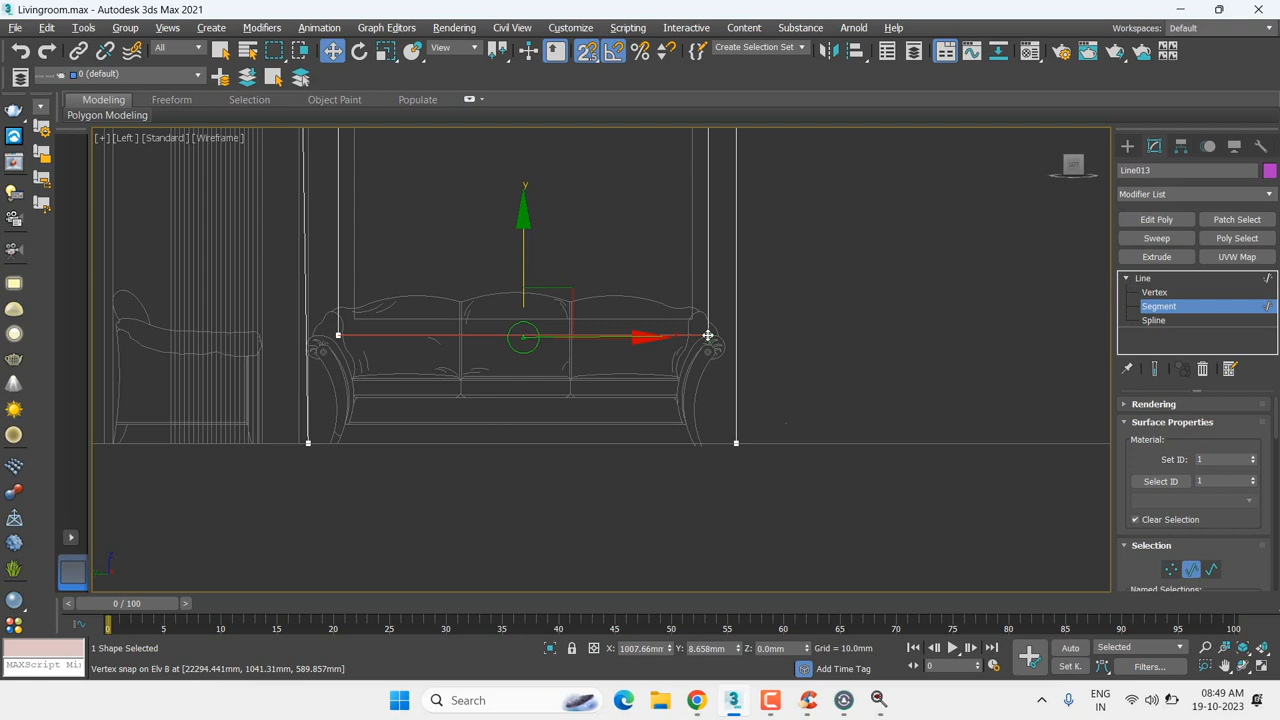 Livingroom.max - Autodesk 3ds Max 2021
File Edit Tools Group Views Create Modifiers Animation Graph Editors Rendering Civil View Customize Scripting Interactive Content Substance Arnold Help
Workspaces: Default
All
View
Create Selection Set
0 (default)
Modeling Freeform Selection Object Paint Populate
Polygon Modeling
[+] [Left] [Standard] [Wireframe]
y
LEFT
Line013
Modifier List
Edit Poly Patch Select
Sweep Poly Select
Extrude UVW Map
Line
Vertex
Segment
Spline
Rendering
Surface Properties
Material:
Set ID: 1
Select ID 1
Clear Selection
Selection
Named Selections:
0 / 100
0 5 10 15 20 25 30 35 40 45 50 55 60 65 70 75 80 85 90 95 100
MAXScript Mi
1 Shape Selected
Vertex snap on Elv B at [22294.441mm, 1041.31mm, 589.857mm]
X: 1007.66mm Y: 8.658mm Z: 0.0mm Grid = 10.0mm
Add Time Tag
0
Auto Selected
Set K. Filters...
Search
ENG
IN
08:49 AM
19-10-2023